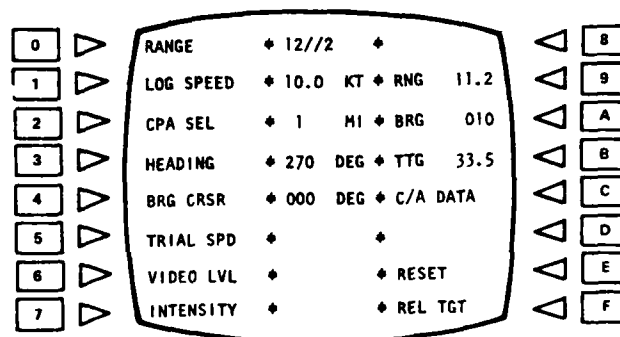 0 RANGE * 12//2 * 8
1 LOG SPEED * 10.0 KT * RNG 11.2 9
2 CPA SEL * 1 MI * BRG 010 A
3 HEADING * 270 DEG * TTG 33.5 B
4 BRG CRSR * 000 DEG * C/A DATA C
5 TRIAL SPD * * D
6 VIDEO LVL * * RESET E
7 INTENSITY * * REL TGT F